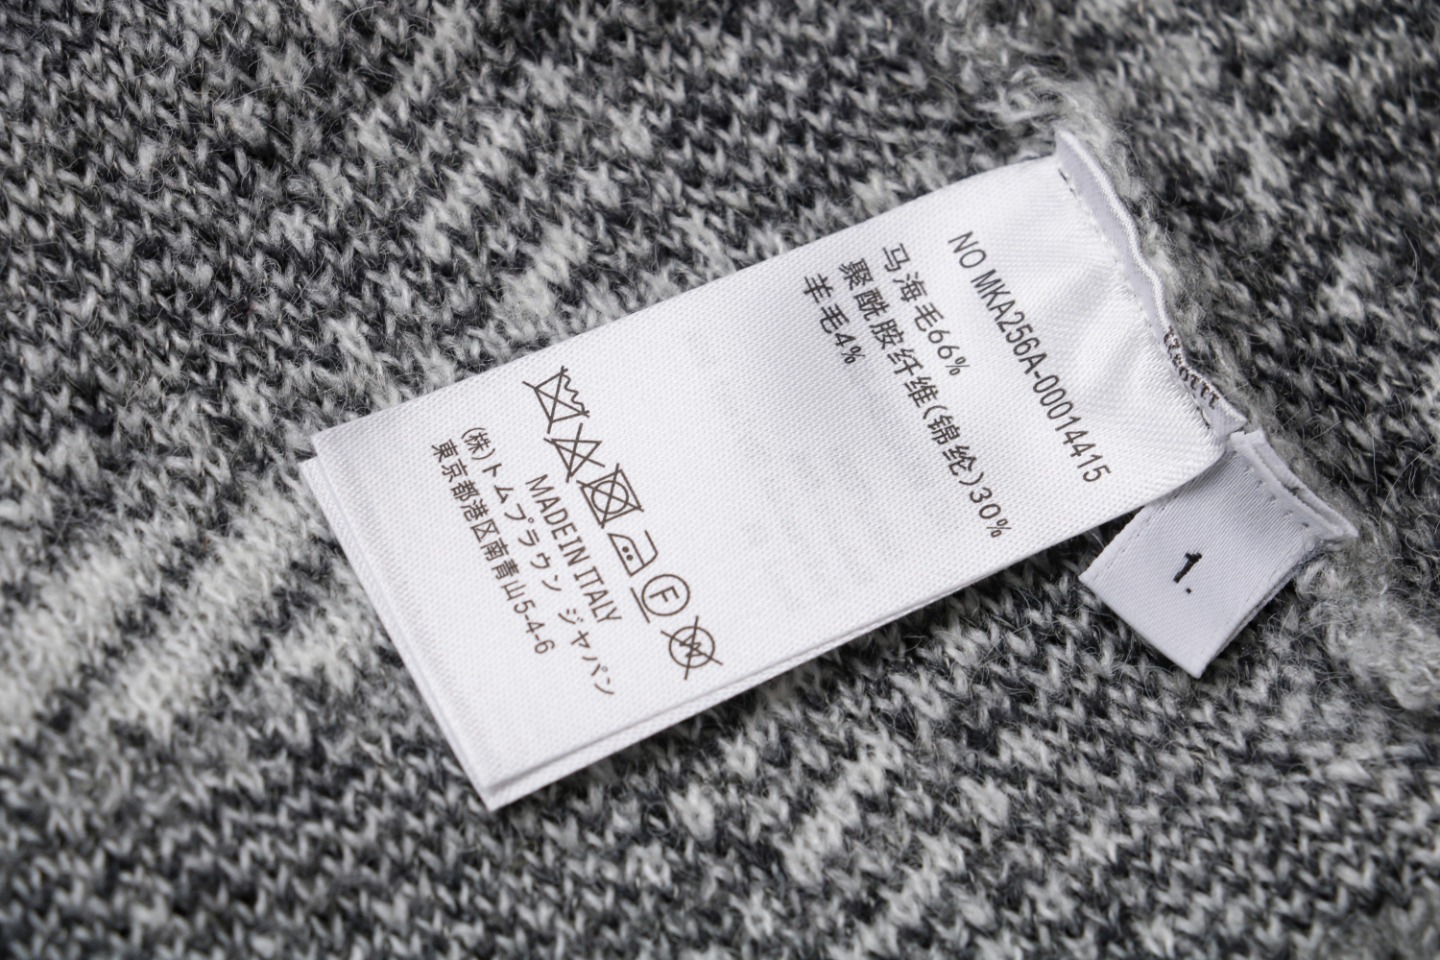 NO MKA256A-00014415
马海毛66%
聚酰胺纤维(锦纶)30%
羊毛4%
F
W
MADE IN ITALY
(株)トムブラウン ジャパン
東京都港区南青山5-4-6
1.